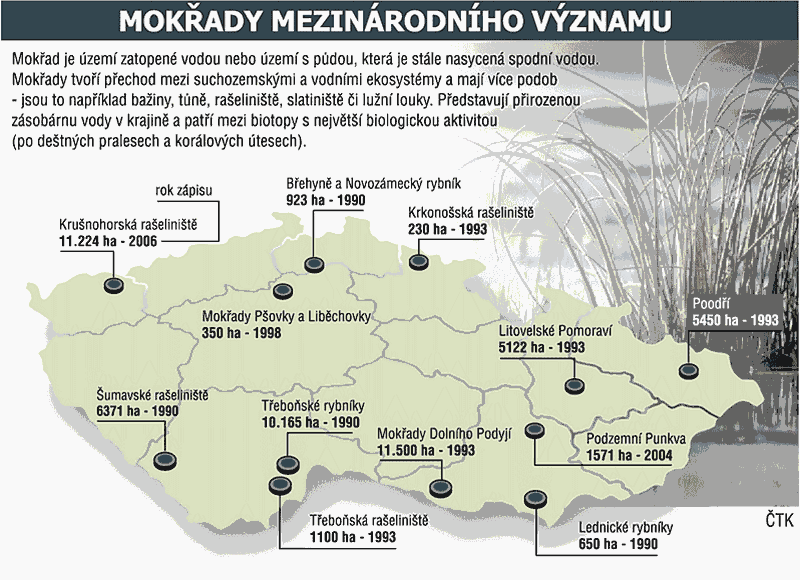 MOKŘADY MEZINÁRODNÍHO VÝZNAMU
Mokřad je území zatopené vodou nebo území s půdou, která je stále nasycená spodní vodou.
Mokřady tvoří přechod mezi suchozemskými a vodními ekosystémy a mají více podob
- jsou to například bažiny, tůně, rašeliniště, slatiniště či lužní louky. Představují přirozenou
zásobárnu vody v krajině a patří mezi biotopy s největší biologickou aktivitou
(po deštných pralesech a korálových útesech).
rok zápisu
Břehyně a Novozámecký rybník
923 ha - 1990
Krkonošská rašeliniště
230 ha - 1993
Krušnohorská rašeliniště
11.224 ha - 2006
Mokřady Pšovky a Liběchovky
350 ha - 1998
Poodří
5450 ha - 1993
Litovelské Pomoraví
5122 ha - 1993
Šumavské rašeliniště
6371 ha - 1990
Třeboňské rybníky
10.165 ha - 1990
Mokřady Dolního Podyjí
11.500 ha - 1993
Podzemní Punkva
1571 ha - 2004
Třeboňská rašeliniště
1100 ha - 1993
Lednické rybníky
650 ha - 1990
ČTK